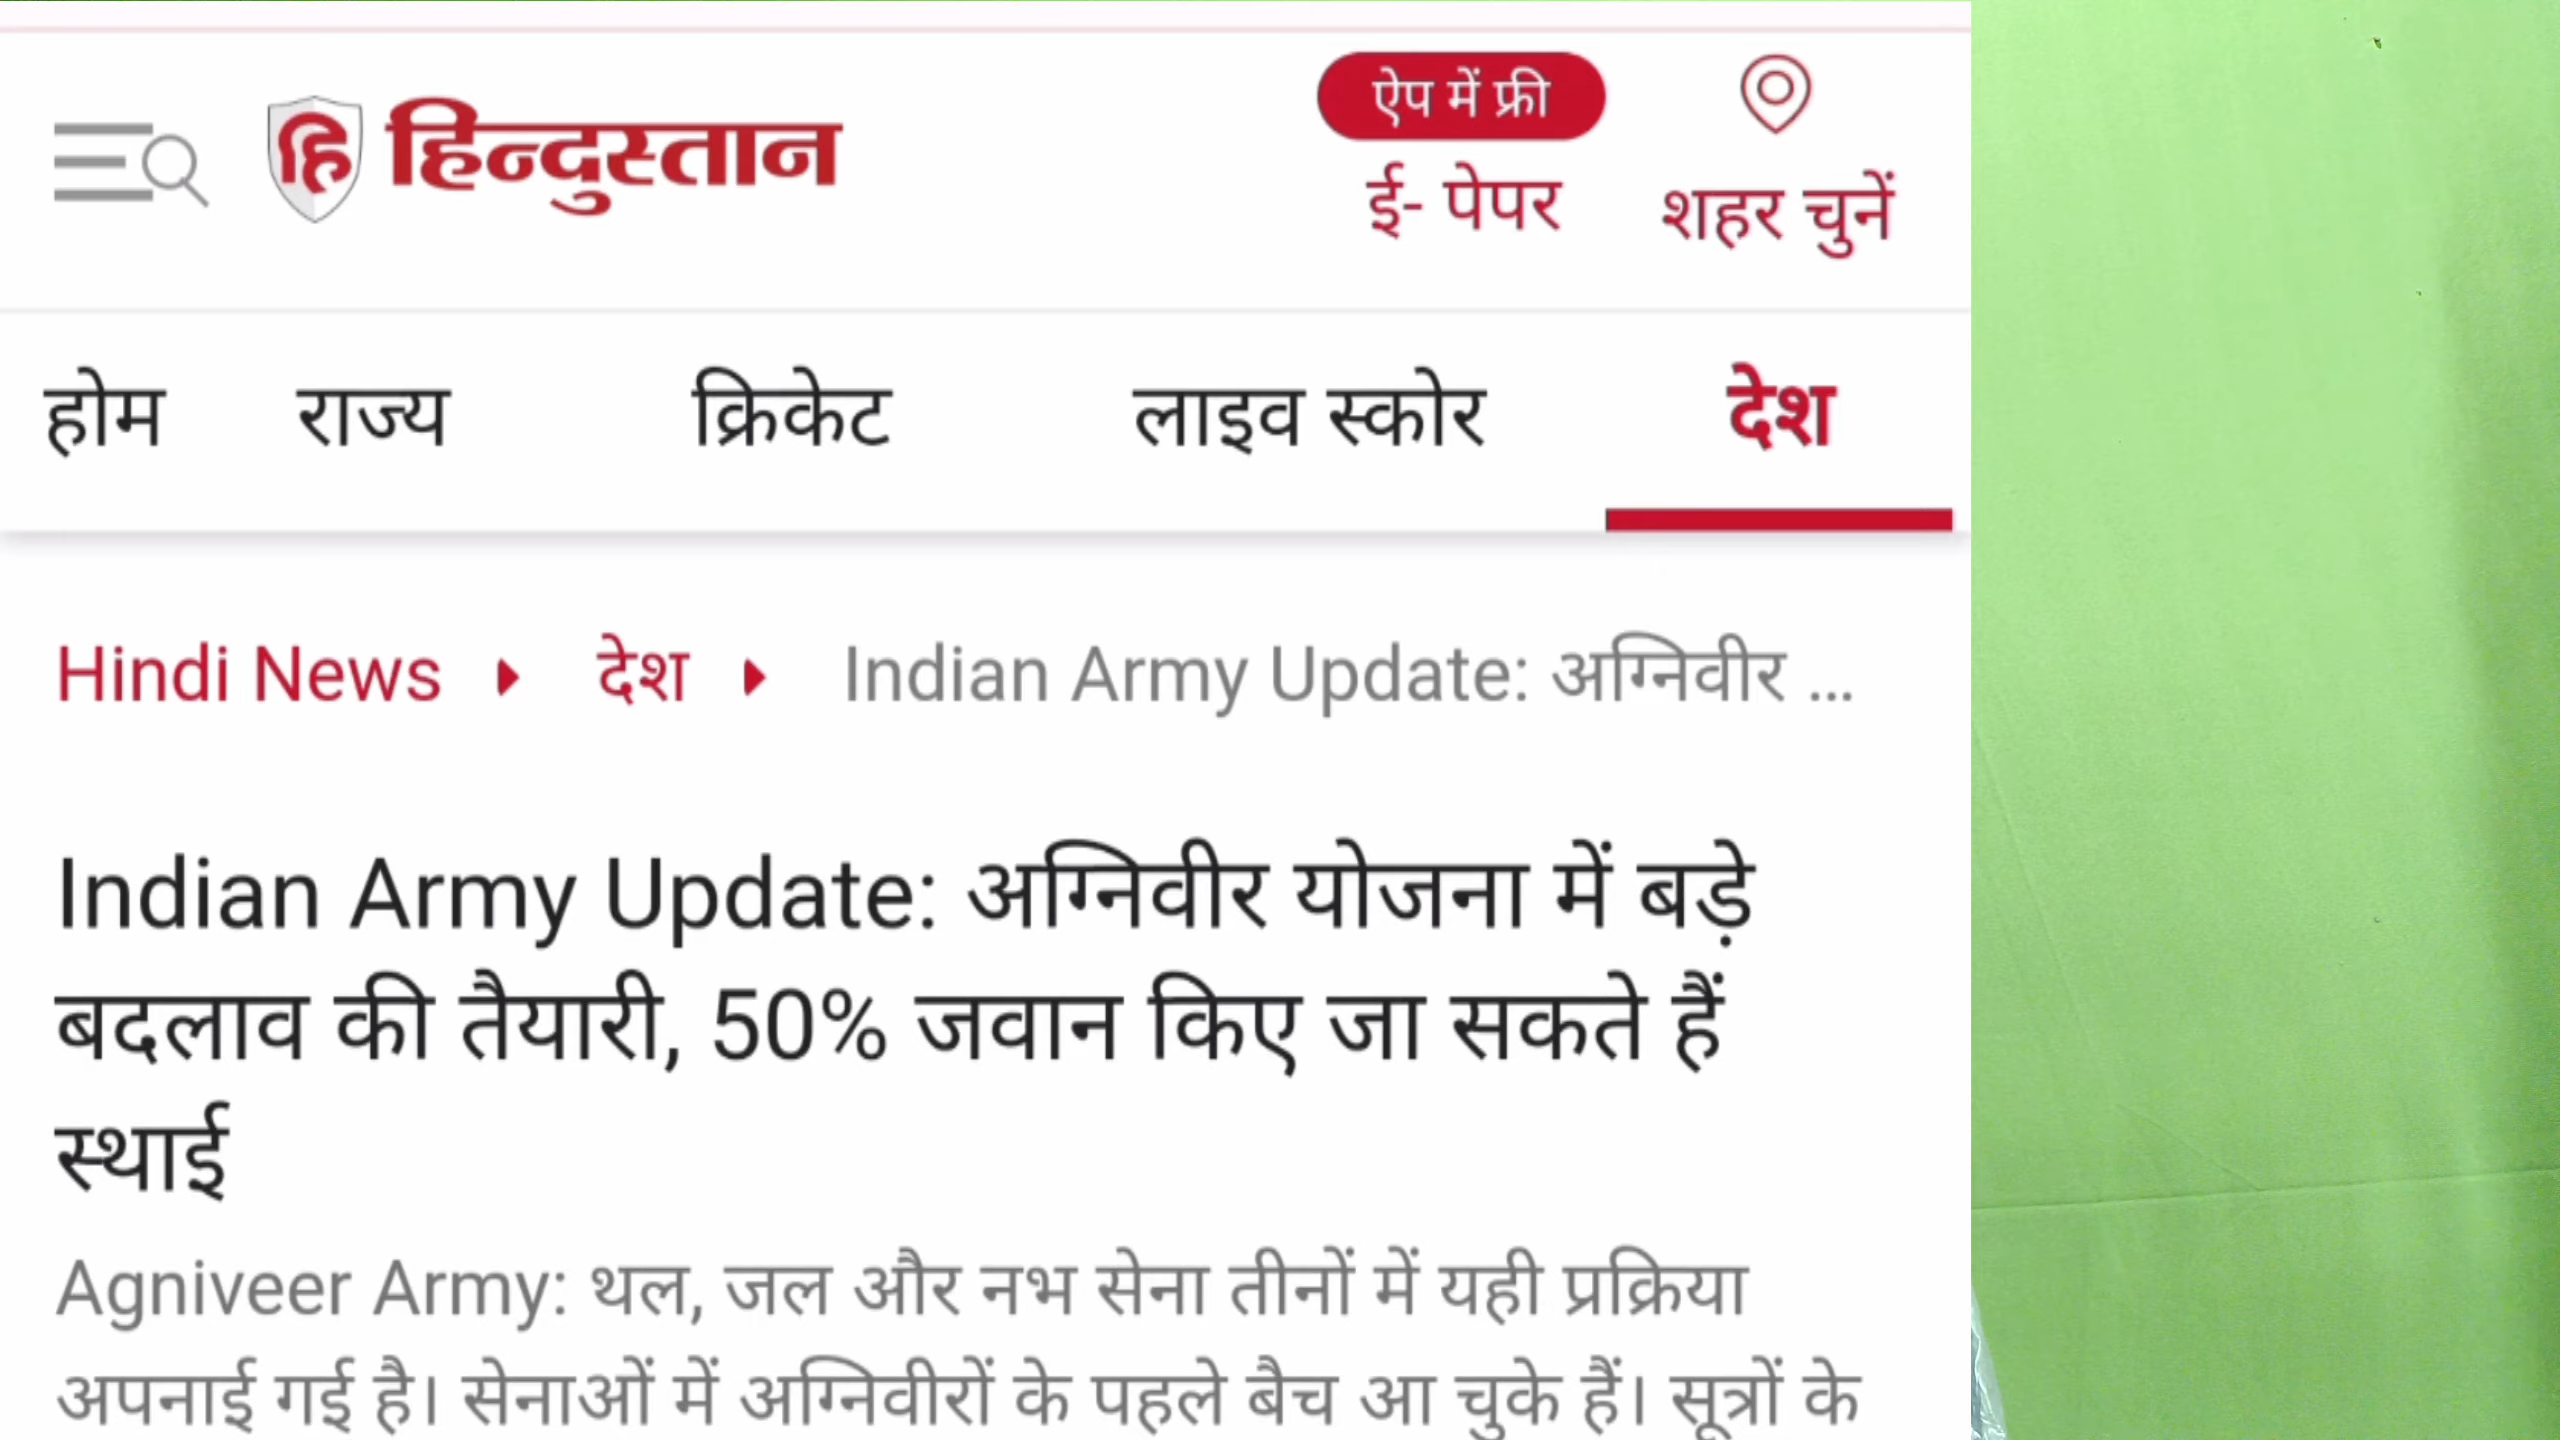 हि हिन्दुस्तान
ऐप में फ्री
ई- पेपर
शहर चुनें
होम राज्य क्रिकेट लाइव स्कोर देश
Hindi News देश Indian Army Update: अग्निवीर ...
Indian Army Update: अग्निवीर योजना में बड़े
बदलाव की तैयारी, 50% जवान किए जा सकते हैं
स्थाई
Agniveer Army: थल, जल और नभ सेना तीनों में यही प्रक्रिया
अपनाई गई है। सेनाओं में अग्निवीरों के पहले बैच आ चुके हैं। सूत्रों के